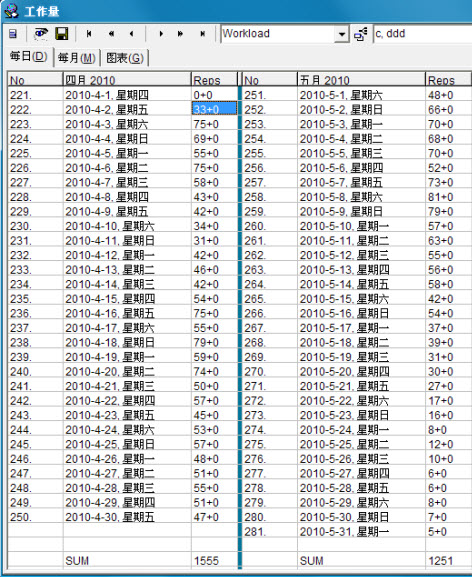 工作量
Workload
c, ddd
每日(D) 每月(M) 图表(G)
No 四月 2010 Reps No 五月 2010 Reps
221. 2010-4-1, 星期四 0+0 251. 2010-5-1, 星期六 48+0
222. 2010-4-2, 星期五 33+0 252. 2010-5-2, 星期日 66+0
223. 2010-4-3, 星期六 75+0 253. 2010-5-3, 星期一 70+0
224. 2010-4-4, 星期日 69+0 254. 2010-5-4, 星期二 68+0
225. 2010-4-5, 星期一 55+0 255. 2010-5-5, 星期三 70+0
226. 2010-4-6, 星期二 75+0 256. 2010-5-6, 星期四 52+0
227. 2010-4-7, 星期三 58+0 257. 2010-5-7, 星期五 73+0
228. 2010-4-8, 星期四 43+0 258. 2010-5-8, 星期六 81+0
229. 2010-4-9, 星期五 42+0 259. 2010-5-9, 星期日 79+0
230. 2010-4-10, 星期六 34+0 260. 2010-5-10, 星期一 57+0
231. 2010-4-11, 星期日 31+0 261. 2010-5-11, 星期二 63+0
232. 2010-4-12, 星期一 42+0 262. 2010-5-12, 星期三 55+0
233. 2010-4-13, 星期二 46+0 263. 2010-5-13, 星期四 56+0
234. 2010-4-14, 星期三 42+0 264. 2010-5-14, 星期五 58+0
235. 2010-4-15, 星期四 54+0 265. 2010-5-15, 星期六 42+0
236. 2010-4-16, 星期五 75+0 266. 2010-5-16, 星期日 54+0
237. 2010-4-17, 星期六 55+0 267. 2010-5-17, 星期一 37+0
238. 2010-4-18, 星期日 79+0 268. 2010-5-18, 星期二 39+0
239. 2010-4-19, 星期一 59+0 269. 2010-5-19, 星期三 31+0
240. 2010-4-20, 星期二 74+0 270. 2010-5-20, 星期四 30+0
241. 2010-4-21, 星期三 50+0 271. 2010-5-21, 星期五 27+0
242. 2010-4-22, 星期四 57+0 272. 2010-5-22, 星期六 17+0
243. 2010-4-23, 星期五 45+0 273. 2010-5-23, 星期日 16+0
244. 2010-4-24, 星期六 53+0 274. 2010-5-24, 星期一 8+0
245. 2010-4-25, 星期日 57+0 275. 2010-5-25, 星期二 12+0
246. 2010-4-26, 星期一 48+0 276. 2010-5-26, 星期三 10+0
247. 2010-4-27, 星期二 51+0 277. 2010-5-27, 星期四 6+0
248. 2010-4-28, 星期三 55+0 278. 2010-5-28, 星期五 6+0
249. 2010-4-29, 星期四 51+0 279. 2010-5-29, 星期六 8+0
250. 2010-4-30, 星期五 47+0 280. 2010-5-30, 星期日 7+0
281. 2010-5-31, 星期一 5+0
SUM 1555 SUM 1251